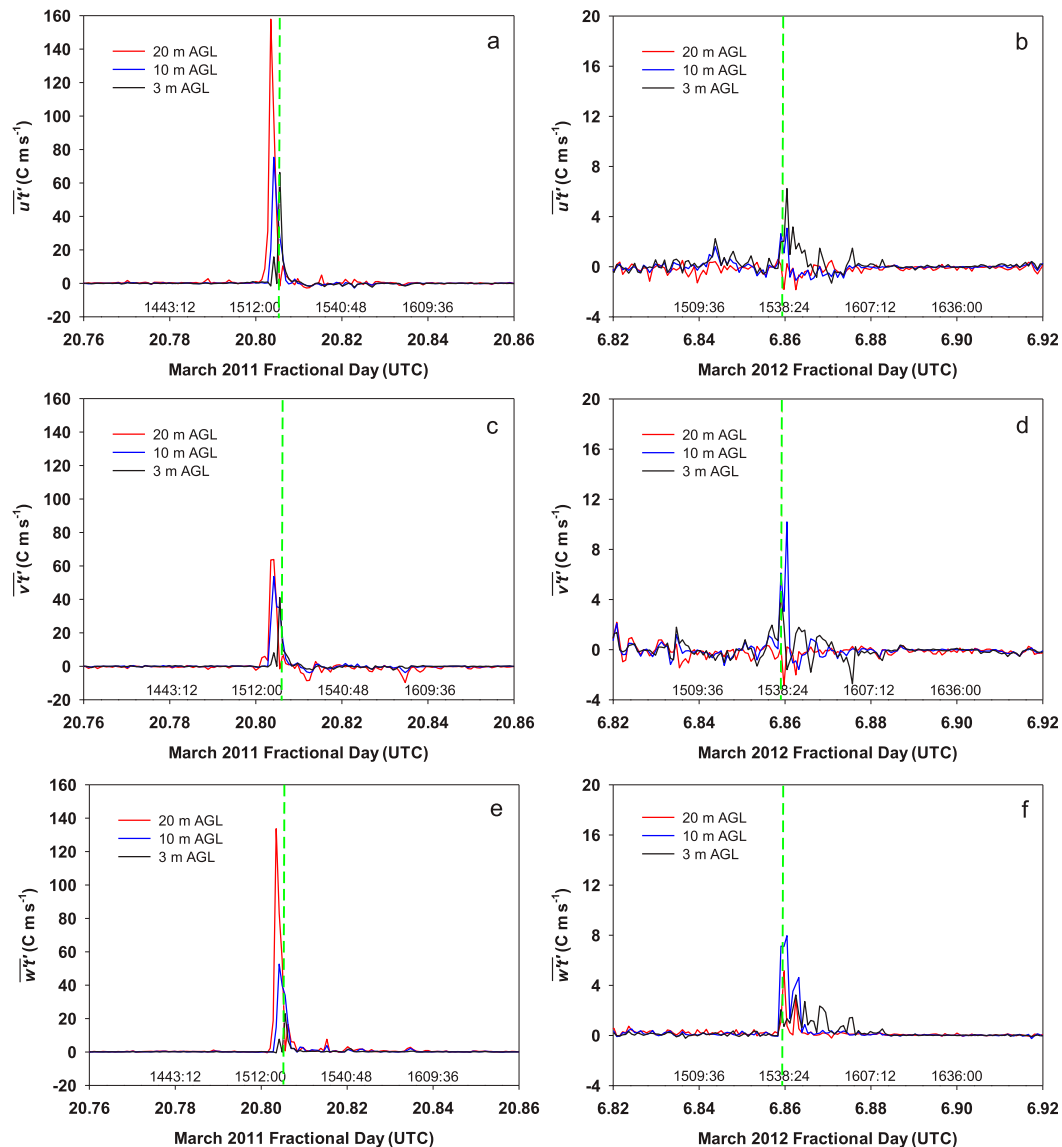 a
20 m AGL
10 m AGL
3 m AGL
u't' (C m s⁻¹)
160
140
120
100
80
60
40
20
0
-20
1443:12 1512:00 1540:48 1609:36
20.76 20.78 20.80 20.82 20.84 20.86
March 2011 Fractional Day (UTC)
b
20 m AGL
10 m AGL
3 m AGL
u't' (C m s⁻¹)
20
16
12
8
4
0
-4
1509:36 1538:24 1607:12 1636:00
6.82 6.84 6.86 6.88 6.90 6.92
March 2012 Fractional Day (UTC)
c
20 m AGL
10 m AGL
3 m AGL
v't' (C m s⁻¹)
160
140
120
100
80
60
40
20
0
-20
1443:12 1512:00 1540:48 1609:36
20.76 20.78 20.80 20.82 20.84 20.86
March 2011 Fractional Day (UTC)
d
20 m AGL
10 m AGL
3 m AGL
v't' (C m s⁻¹)
20
16
12
8
4
0
-4
1509:36 1538:24 1607:12 1636:00
6.82 6.84 6.86 6.88 6.90 6.92
March 2012 Fractional Day (UTC)
e
20 m AGL
10 m AGL
3 m AGL
w't' (C m s⁻¹)
160
140
120
100
80
60
40
20
0
-20
1443:12 1512:00 1540:48 1609:36
20.76 20.78 20.80 20.82 20.84 20.86
March 2011 Fractional Day (UTC)
f
20 m AGL
10 m AGL
3 m AGL
w't' (C m s⁻¹)
20
16
12
8
4
0
-4
1509:36 1538:24 1607:12 1636:00
6.82 6.84 6.86 6.88 6.90 6.92
March 2012 Fractional Day (UTC)